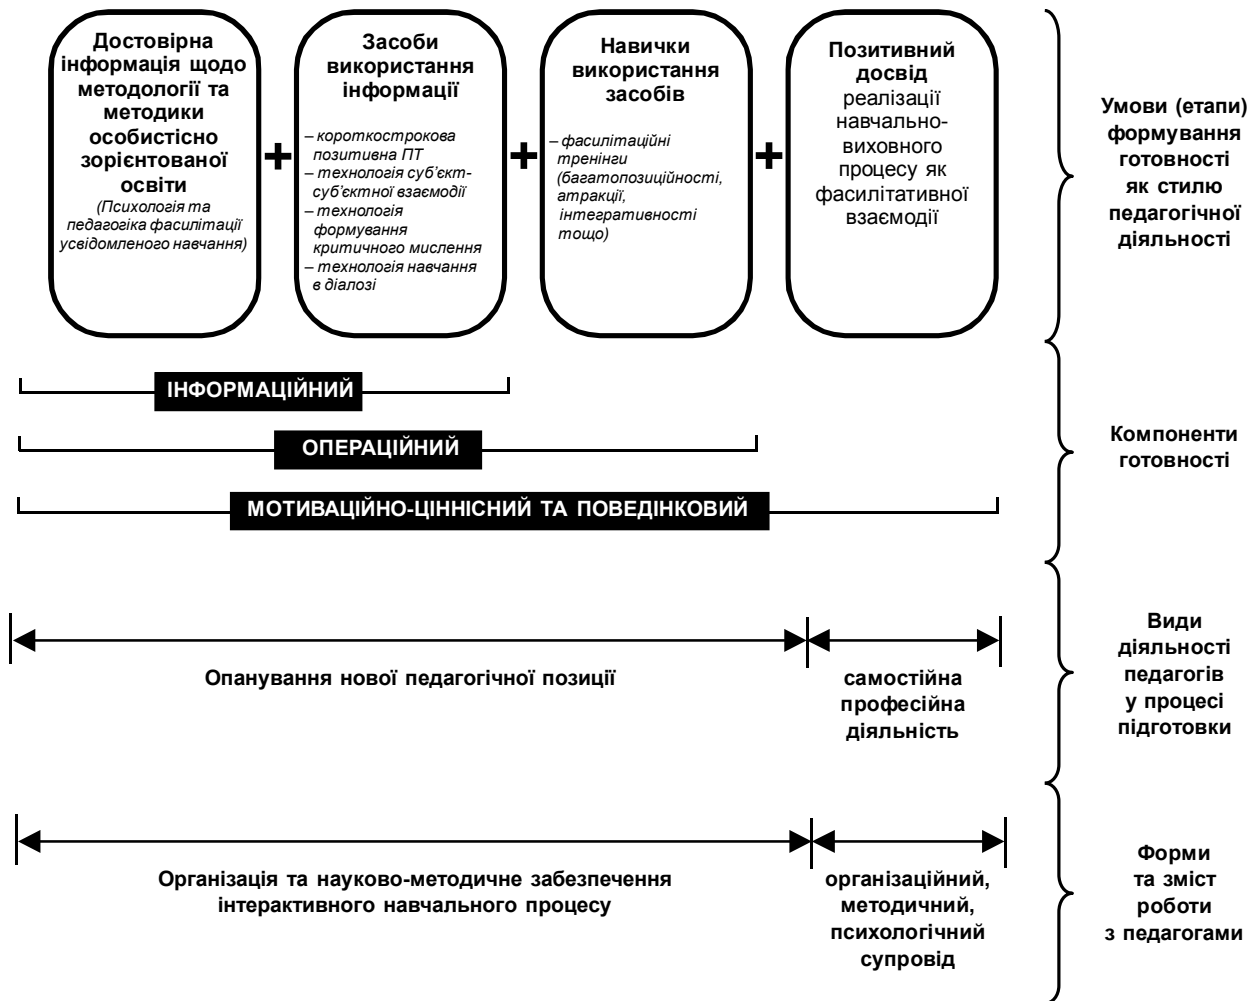 Достовірна
інформація щодо
методології та
методики
особистісно
зорієнтованої
освіти
(Психологія та
педагогіка фасилітації
усвідомленого навчання)
+
Засоби
використання
інформації
– короткострокова
позитивна ПТ
– технологія суб’єкт-
суб’єктної взаємодії
– технологія
формування
критичного мислення
– технологія навчання
в діалозі
+
Навички
використання
засобів
– фасилітаційні
тренінги
(багатопозиційності,
атракції,
інтегративності
тощо)
+
Позитивний
досвід
реалізації
навчально-
виховного
процесу як
фасилітативної
взаємодії
Умови (етапи)
формування
готовності
як стилю
педагогічної
діяльності
ІНФОРМАЦІЙНИЙ
ОПЕРАЦІЙНИЙ
МОТИВАЦІЙНО-ЦІННІСНИЙ ТА ПОВЕДІНКОВИЙ
Компоненти
готовності
Опанування нової педагогічної позиції
самостійна
професійна
діяльність
Види
діяльності
педагогів
у процесі
підготовки
Організація та науково-методичне забезпечення
інтерактивного навчального процесу
організаційний,
методичний,
психологічний
супровід
Форми
та зміст
роботи
з педагогами